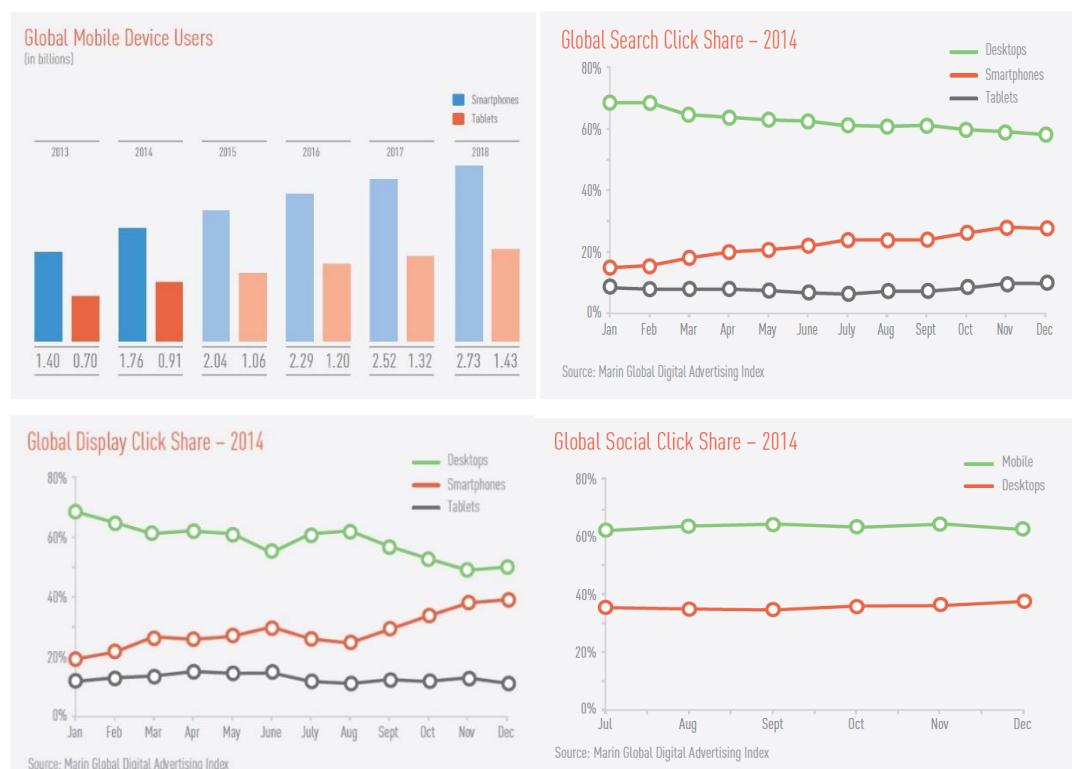 Global Mobile Device Users
(in billions)
Smartphones
Tablets
2013 2014 2015 2016 2017 2018
1.40 0.70 1.76 0.91 2.04 1.06 2.29 1.20 2.52 1.32 2.73 1.43
Global Search Click Share – 2014
Desktops
Smartphones
Tablets
80%
60%
40%
20%
0%
Jan Feb Mar Apr May June July Aug Sept Oct Nov Dec
Source: Marin Global Digital Advertising Index
Global Display Click Share – 2014
Desktops
Smartphones
Tablets
80%
60%
40%
20%
0%
Jan Feb Mar Apr May June July Aug Sept Oct Nov Dec
Source: Marin Global Digital Advertising Index
Global Social Click Share – 2014
Mobile
Desktops
80%
60%
40%
20%
0%
Jul Aug Sept Oct Nov Dec
Source: Marin Global Digital Advertising Index